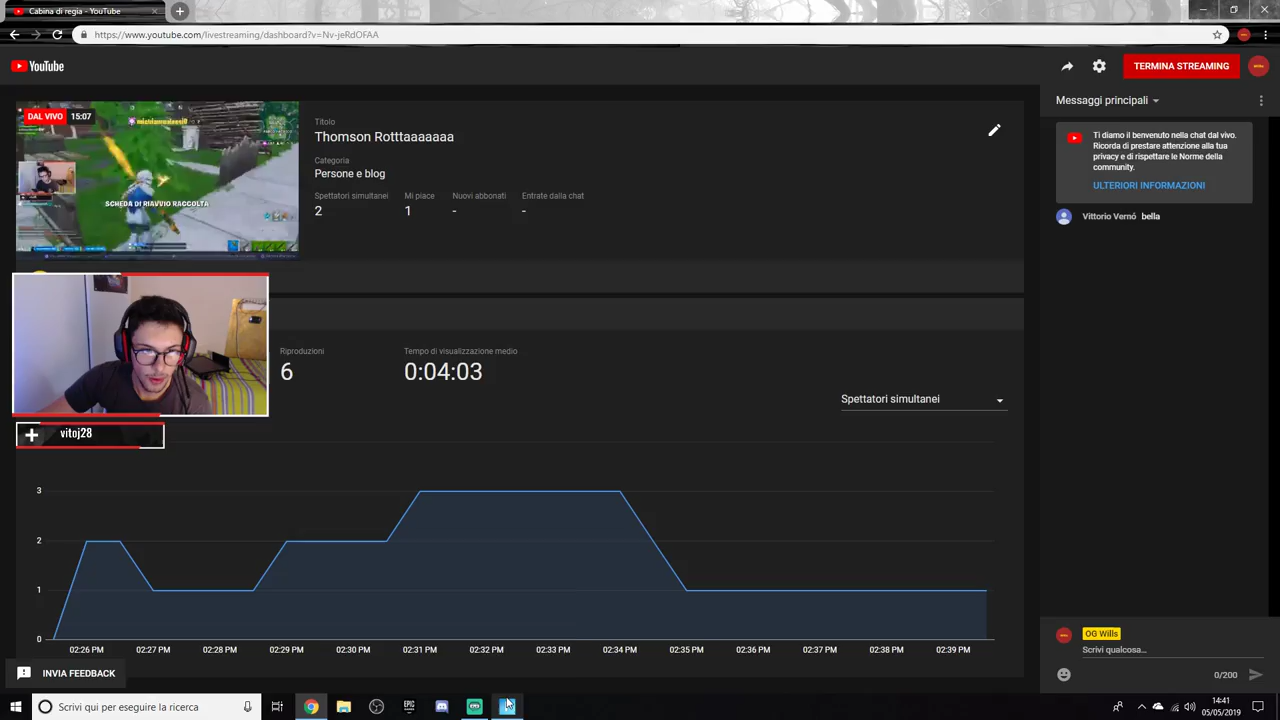 Cabina di regia - YouTube
https://www.youtube.com/livestreaming/dashboard?v=Nv-jeRdOFAA
YouTube
TERMINA STREAMING
DAL VIVO
15:07
SCHEDA DI RIAVVIO RACCOLTA
Titolo
Thomson Rotttaaaaaaa
Categoria
Persone e blog
Spettatori simultanei
Mi piace
Nuovi abbonati
Entrate dalla chat
2
1
-
-
Messaggi principali
Ti diamo il benvenuto nella chat dal vivo.
Ricorda di prestare attenzione alla tua
privacy e di rispettare le Norme della
community.
ULTERIORI INFORMAZIONI
Vittorio Vernó bella
Riproduzioni
6
Tempo di visualizzazione medio
0:04:03
Spettatori simultanei
vitoj28
3
2
1
0
02:26 PM
02:27 PM
02:28 PM
02:29 PM
02:30 PM
02:31 PM
02:32 PM
02:33 PM
02:34 PM
02:35 PM
02:36 PM
02:37 PM
02:38 PM
02:39 PM
INVIA FEEDBACK
OG Wills
Scrivi qualcosa...
0/200
Scrivi qui per eseguire la ricerca
EPIC
14:41
05/05/2019